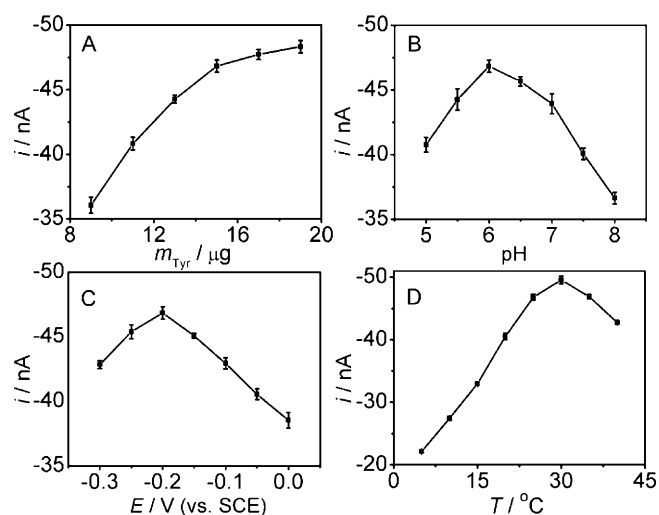 A
i / nA
-50
-45
-40
-35
8
12
16
20
m_Tyr / μg
B
i / nA
-50
-45
-40
-35
5
6
7
8
pH
C
i / nA
-50
-45
-40
-35
-0.3
-0.2
-0.1
0.0
E / V (vs. SCE)
D
i / nA
-50
-40
-30
-20
0
15
30
45
T / °C